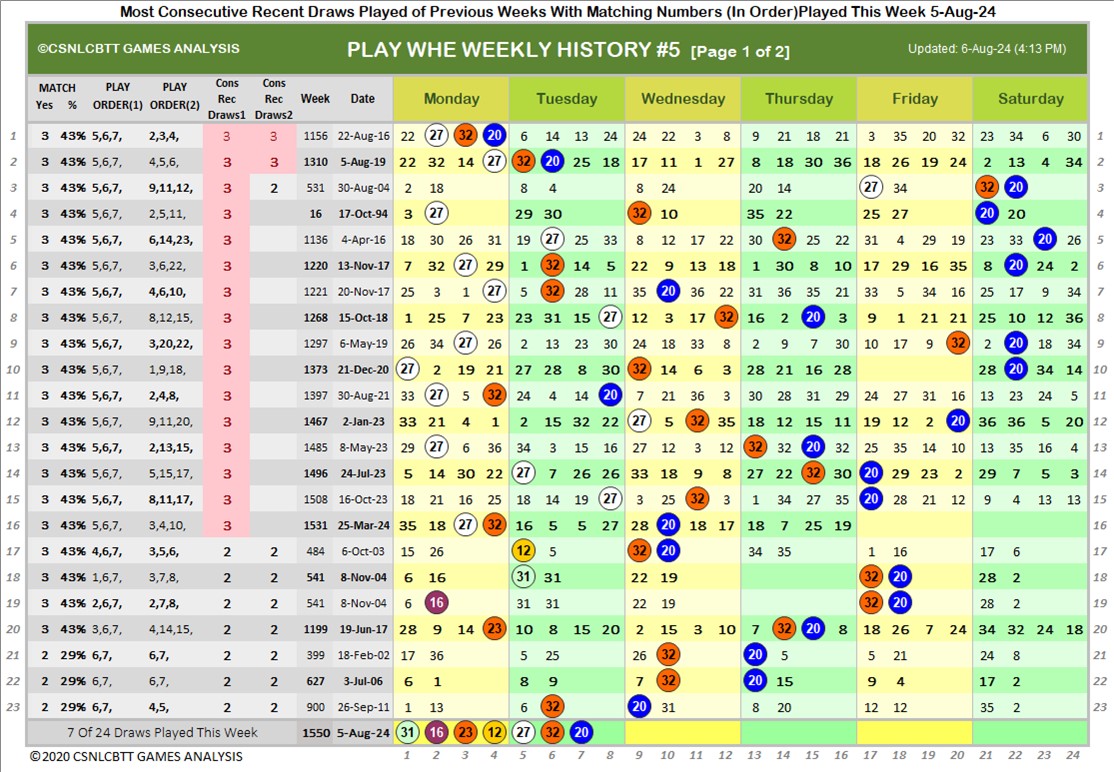 Most Consecutive Recent Draws Played of Previous Weeks With Matching Numbers (In Order)Played This Week 5-Aug-24
©CSNLCBTT GAMES ANALYSIS PLAY WHE WEEKLY HISTORY #5 [Page 1 of 2] Updated: 6-Aug-24 (4:13 PM)
MATCH Yes % PLAY ORDER(1) PLAY ORDER(2) Cons Rec Draws1 Cons Rec Draws2 Week Date Monday Tuesday Wednesday Thursday Friday Saturday
1 3 43% 5,6,7, 2,3,4, 3 3 1156 22-Aug-16 22 27 32 20 6 14 13 24 24 22 3 8 9 21 18 21 3 35 20 32 23 34 6 30 1
2 3 43% 5,6,7, 4,5,6, 3 3 1310 5-Aug-19 22 32 14 27 32 20 25 18 17 11 1 27 8 18 30 36 18 26 19 24 2 13 4 34 2
3 3 43% 5,6,7, 9,11,12, 3 2 531 30-Aug-04 2 18 8 4 8 24 20 14 27 34 32 20 3
4 3 43% 5,6,7, 2,5,11, 3 16 17-Oct-94 3 27 29 30 32 10 35 22 25 27 20 20 4
5 3 43% 5,6,7, 6,14,23, 3 1136 4-Apr-16 18 30 26 31 19 27 25 33 8 12 17 22 30 32 25 22 31 4 29 19 23 33 20 26 5
6 3 43% 5,6,7, 3,6,22, 3 1220 13-Nov-17 7 32 27 29 1 32 14 5 22 9 13 18 1 30 8 10 17 29 16 35 8 20 24 2 6
7 3 43% 5,6,7, 4,6,10, 3 1221 20-Nov-17 25 3 1 27 5 32 28 11 35 20 36 22 31 36 35 21 33 5 34 16 25 17 9 34 7
8 3 43% 5,6,7, 8,12,15, 3 1268 15-Oct-18 1 25 7 23 23 31 15 27 12 3 17 32 16 2 20 3 9 1 21 21 25 10 12 36 8
9 3 43% 5,6,7, 3,20,22, 3 1297 6-May-19 26 34 27 26 2 13 23 30 24 18 33 8 2 9 7 30 10 17 9 32 2 20 18 34 9
10 3 43% 5,6,7, 1,9,18, 3 1373 21-Dec-20 27 2 19 21 27 28 8 30 32 14 6 3 28 21 16 28 28 20 34 14 10
11 3 43% 5,6,7, 2,4,8, 3 1397 30-Aug-21 33 27 5 32 24 4 14 20 7 21 36 3 30 28 31 29 24 27 31 16 13 23 24 5 11
12 3 43% 5,6,7, 9,11,20, 3 1467 2-Jan-23 33 21 4 1 2 15 32 22 27 5 32 35 18 12 15 11 19 12 2 20 36 36 5 20 12
13 3 43% 5,6,7, 2,13,15, 3 1485 8-May-23 29 27 6 36 34 3 15 16 27 12 3 10 32 32 20 13 25 35 14 10 13 35 16 4 13
14 3 43% 5,6,7, 5,15,17, 3 1496 24-Jul-23 5 14 30 22 27 7 26 26 33 18 9 8 27 22 32 30 20 29 23 2 29 7 5 3 14
15 3 43% 5,6,7, 8,11,17, 3 1508 16-Oct-23 18 21 16 25 18 14 19 27 3 25 32 3 1 34 27 35 20 28 21 12 9 4 13 13 15
16 3 43% 5,6,7, 3,4,10, 3 1531 25-Mar-24 35 18 27 32 16 5 5 27 28 20 18 17 18 7 25 19 16
17 3 43% 4,6,7, 3,5,6, 2 2 484 6-Oct-03 15 26 12 5 32 20 34 35 1 16 17 6 17
18 3 43% 1,6,7, 3,7,8, 2 2 541 8-Nov-04 6 16 31 31 22 19 32 20 28 2 18
19 3 43% 2,6,7, 2,7,8, 2 2 541 8-Nov-04 6 16 31 31 22 19 32 20 28 2 19
20 3 43% 3,6,7, 4,14,15, 2 2 1199 19-Jun-17 28 9 14 23 10 8 15 20 2 15 3 10 7 32 20 8 18 26 7 24 34 32 24 18 20
21 2 29% 6,7, 6,7, 2 2 399 18-Feb-02 17 36 5 25 26 32 20 5 5 21 24 8 21
22 2 29% 6,7, 6,7, 2 2 627 3-Jul-06 6 1 8 9 7 32 20 15 9 4 17 2 22
23 2 29% 6,7, 4,5, 2 2 900 26-Sep-11 1 13 6 32 20 31 8 20 12 12 35 2 23
7 Of 24 Draws Played This Week 1550 5-Aug-24 31 16 23 12 27 32 20
©2020 CSNLCBTT GAMES ANALYSIS 1 2 3 4 5 6 7 8 9 10 11 12 13 14 15 16 17 18 19 20 21 22 23 24